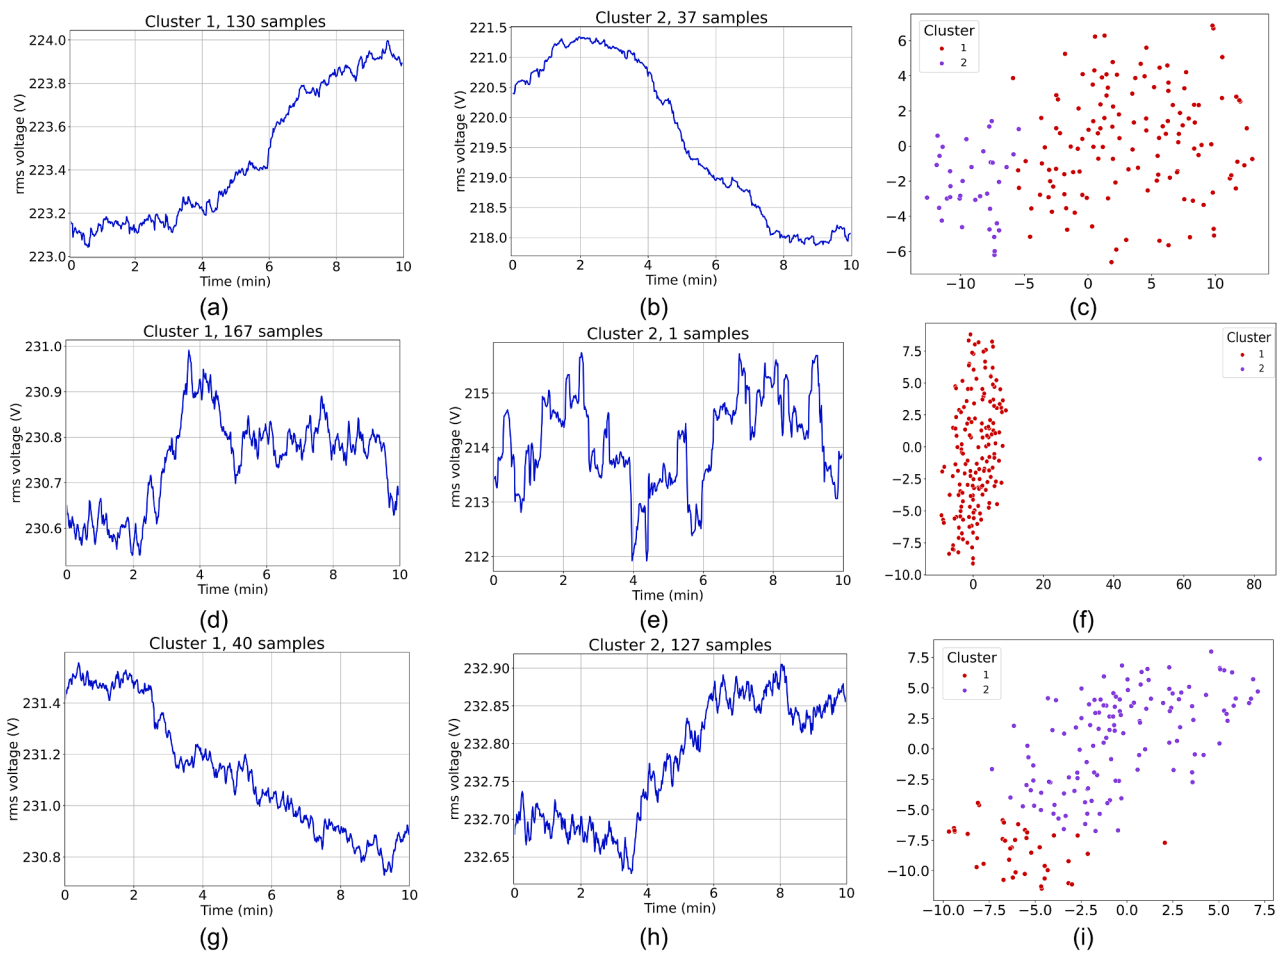 Cluster 1, 130 samples
rms voltage (V)
224.0
223.8
223.6
223.4
223.2
223.0
0 2 4 6 8 10
Time (min)
(a)
Cluster 2, 37 samples
rms voltage (V)
221.5
221.0
220.5
220.0
219.5
219.0
218.5
218.0
0 2 4 6 8 10
Time (min)
(b)
Cluster
1
2
6
4
2
0
−2
−4
−6
−10 −5 0 5 10
(c)
Cluster 1, 167 samples
rms voltage (V)
231.0
230.9
230.8
230.7
230.6
0 2 4 6 8 10
Time (min)
(d)
Cluster 2, 1 samples
rms voltage (V)
215
214
213
212
0 2 4 6 8 10
Time (min)
(e)
Cluster
1
2
7.5
5.0
2.5
0.0
−2.5
−5.0
−7.5
−10.0
0 20 40 60 80
(f)
Cluster 1, 40 samples
rms voltage (V)
231.4
231.2
231.0
230.8
0 2 4 6 8 10
Time (min)
(g)
Cluster 2, 127 samples
rms voltage (V)
232.90
232.85
232.80
232.75
232.70
232.65
0 2 4 6 8 10
Time (min)
(h)
Cluster
1
2
7.5
5.0
2.5
0.0
−2.5
−5.0
−7.5
−10.0
−10.0 −7.5 −5.0 −2.5 0.0 2.5 5.0 7.5
(i)